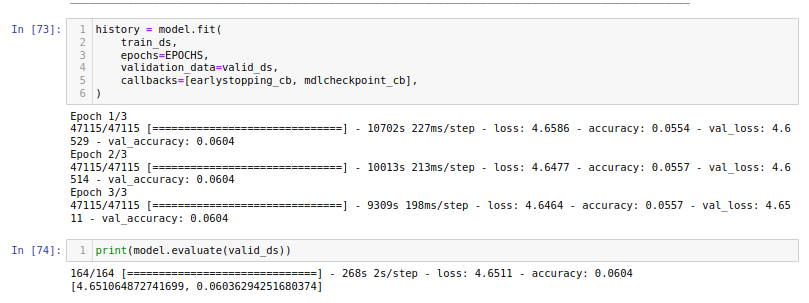 In [73]:
1 history = model.fit(
2     train_ds,
3     epochs=EPOCHS,
4     validation_data=valid_ds,
5     callbacks=[earlystopping_cb, mdlcheckpoint_cb],
6 )
Epoch 1/3
47115/47115 [==============================] - 10702s 227ms/step - loss: 4.6586 - accuracy: 0.0554 - val_loss: 4.6
529 - val_accuracy: 0.0604
Epoch 2/3
47115/47115 [==============================] - 10013s 213ms/step - loss: 4.6477 - accuracy: 0.0557 - val_loss: 4.6
514 - val_accuracy: 0.0604
Epoch 3/3
47115/47115 [==============================] - 9309s 198ms/step - loss: 4.6464 - accuracy: 0.0557 - val_loss: 4.65
11 - val_accuracy: 0.0604
In [74]:
1 print(model.evaluate(valid_ds))
164/164 [==============================] - 268s 2s/step - loss: 4.6511 - accuracy: 0.0604
[4.651064872741699, 0.06036294251680374]